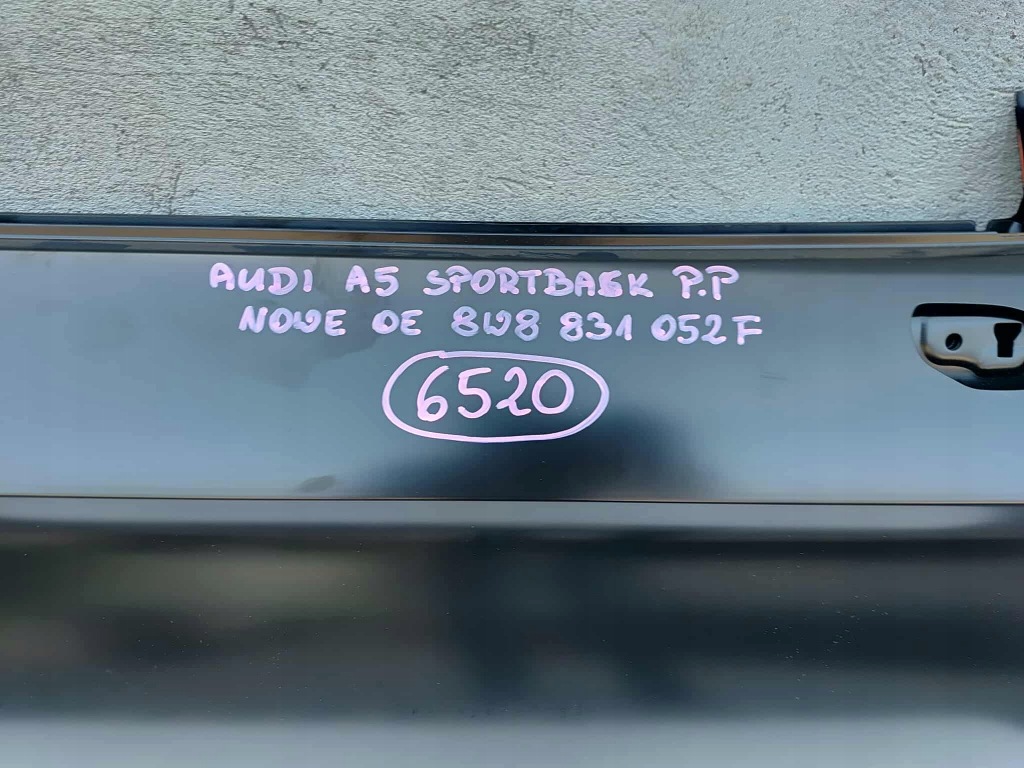 AUDI A5 SPORTBACK P.P
NOWE OE 8W8 831 052F
6520